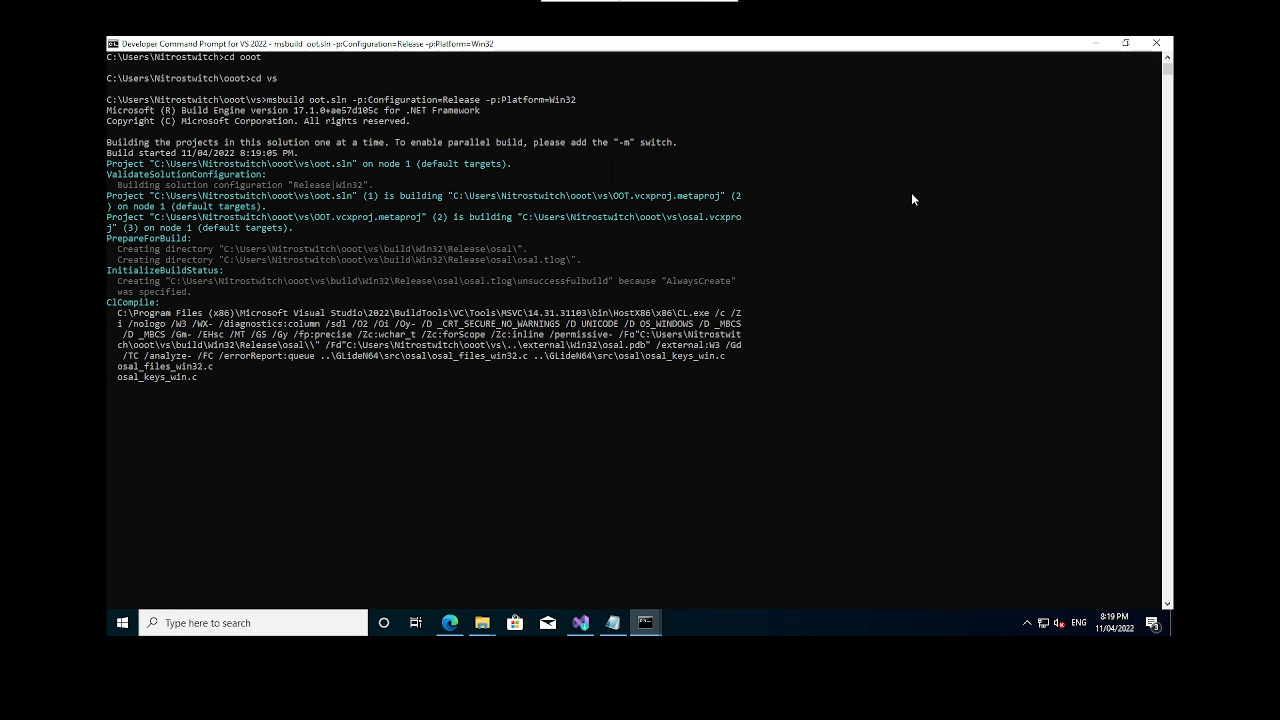 Developer Command Prompt for VS 2022 - msbuild  oot.sln -p:Configuration=Release -p:Platform=Win32
C:\Users\Nitrostwitch>cd ooot
C:\Users\Nitrostwitch\ooot>cd vs
C:\Users\Nitrostwitch\ooot\vs>msbuild oot.sln -p:Configuration=Release -p:Platform=Win32
Microsoft (R) Build Engine version 17.1.0+ae57d105c for .NET Framework
Copyright (C) Microsoft Corporation. All rights reserved.
Building the projects in this solution one at a time. To enable parallel build, please add the "-m" switch.
Build started 11/04/2022 8:19:05 PM.
Project "C:\Users\Nitrostwitch\ooot\vs\oot.sln" on node 1 (default targets).
ValidateSolutionConfiguration:
Building solution configuration "Release|Win32".
Project "C:\Users\Nitrostwitch\ooot\vs\oot.sln" (1) is building "C:\Users\Nitrostwitch\ooot\vs\OOT.vcxproj.metaproj" (2
) on node 1 (default targets).
Project "C:\Users\Nitrostwitch\ooot\vs\OOT.vcxproj.metaproj" (2) is building "C:\Users\Nitrostwitch\ooot\vs\osal.vcxpro
j" (3) on node 1 (default targets).
PrepareForBuild:
Creating directory "C:\Users\Nitrostwitch\ooot\vs\build\Win32\Release\osal\".
Creating directory "C:\Users\Nitrostwitch\ooot\vs\build\Win32\Release\osal\osal.tlog\".
InitializeBuildStatus:
Creating "C:\Users\Nitrostwitch\ooot\vs\build\Win32\Release\osal\osal.tlog\unsuccessfulbuild" because "AlwaysCreate"
was specified.
ClCompile:
C:\Program Files (x86)\Microsoft Visual Studio\2022\BuildTools\VC\Tools\MSVC\14.31.31103\bin\HostX86\x86\CL.exe /c /Z
i /nologo /W3 /WX- /diagnostics:column /sdl /O2 /Oi /Oy- /D _CRT_SECURE_NO_WARNINGS /D UNICODE /D OS_WINDOWS /D _MBCS
/D _MBCS /Gm- /EHsc /MT /GS /Gy /fp:precise /Zc:wchar_t /Zc:forScope /Zc:inline /permissive- /Fo"C:\Users\Nitrostwit
ch\ooot\vs\build\Win32\Release\osal\\" /Fd"C:\Users\Nitrostwitch\ooot\vs\..\external\Win32\osal.pdb" /external:W3 /Gd
/TC /analyze- /FC /errorReport:queue ..\GLideN64\src\osal\osal_files_win32.c ..\GLideN64\src\osal\osal_keys_win.c
osal_files_win32.c
osal_keys_win.c
Type here to search
ENG
8:19 PM
11/04/2022
3